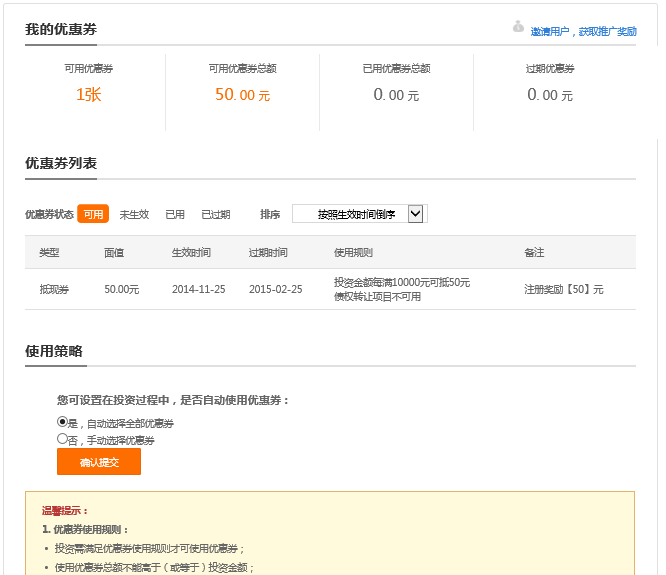 我的优惠券
邀请用户，获取推广奖励
可用优惠券 可用优惠券总额 已用优惠券总额 过期优惠券
1张 50.00 元 0.00 元 0.00 元
优惠券列表
优惠券状态 可用 未生效 已用 已过期 排序 按照生效时间倒序
类型 面值 生效时间 过期时间 使用规则 备注
抵现券 50.00元 2014-11-25 2015-02-25 投资金额每满10000元可抵50元 注册奖励【50】元
债权转让项目不可用
使用策略
您可设置在投资过程中，是否自动使用优惠券：
是，自动选择全部优惠券
否，手动选择优惠券
确认提交
温馨提示：
1. 优惠券使用规则：
• 投资需满足优惠券使用规则才可使用优惠券；
• 使用优惠券总额不能高于（或等于）投资金额；